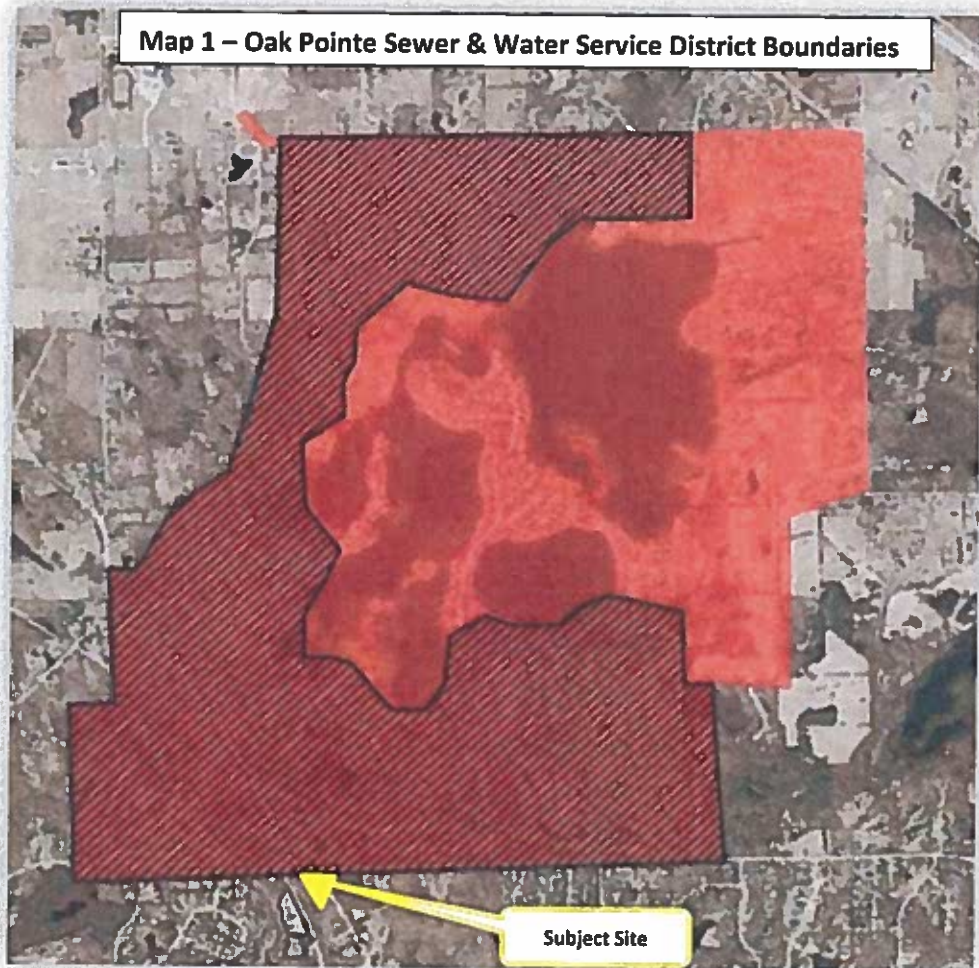 Map 1 – Oak Pointe Sewer & Water Service District Boundaries
Subject Site